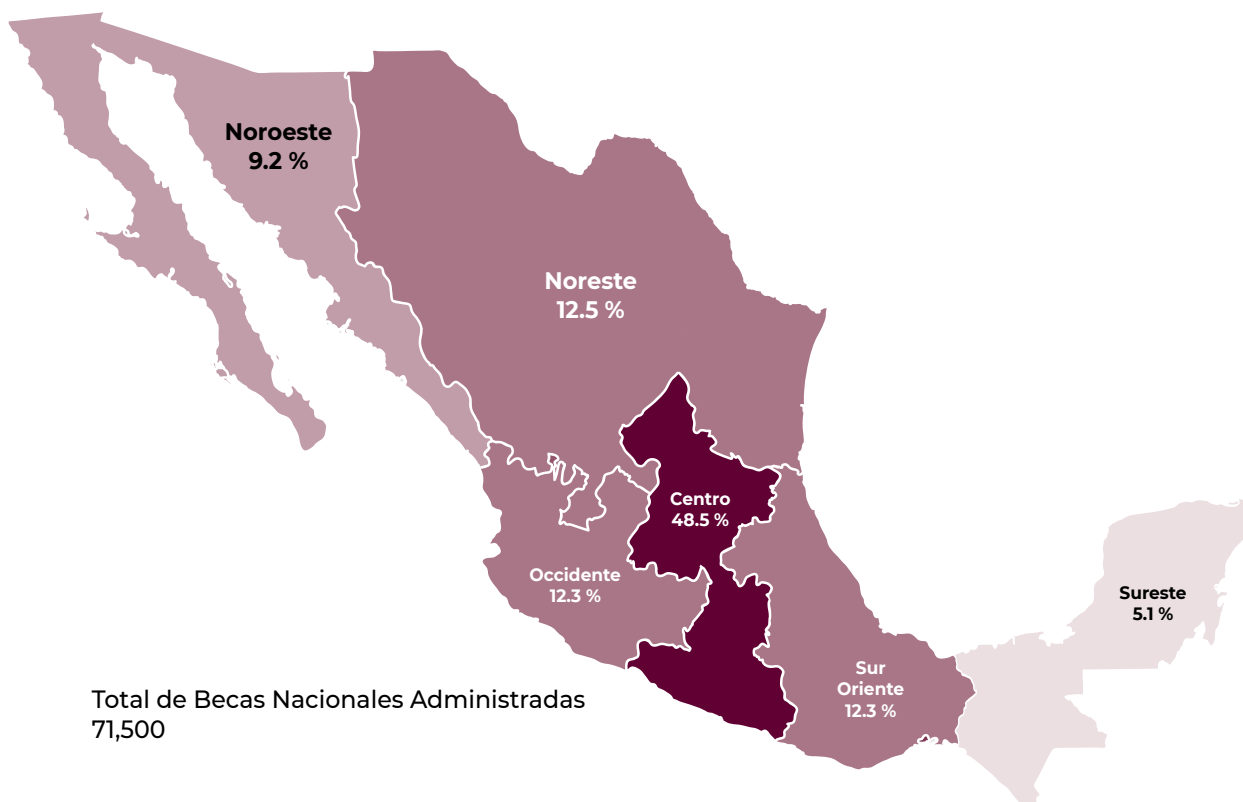 Noroeste
9.2 %
Noreste
12.5 %
Centro
48.5 %
Occidente
12.3 %
Sureste
5.1 %
Sur
Oriente
12.3 %
Total de Becas Nacionales Administradas
71,500